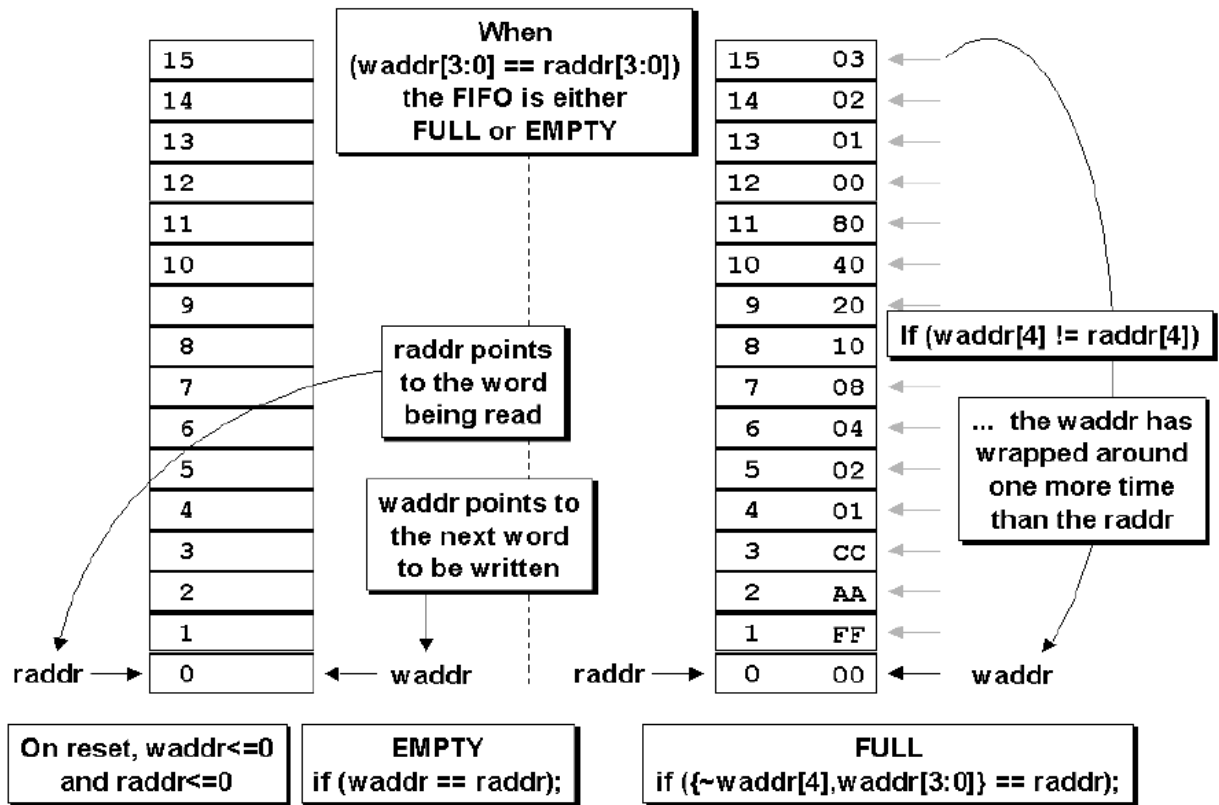 When
(waddr[3:0] == raddr[3:0])
the FIFO is either
FULL or EMPTY
15
14
13
12
11
10
9
8
7
6
5
4
3
2
1
0
raddr
waddr
raddr points
to the word
being read
waddr points to
the next word
to be written
15 03
14 02
13 01
12 00
11 80
10 40
9 20
8 10
7 08
6 04
5 02
4 01
3 CC
2 AA
1 FF
0 00
raddr
waddr
If (waddr[4] != raddr[4])
... the waddr has
wrapped around
one more time
than the raddr
On reset, waddr<=0
and raddr<=0
EMPTY
if (waddr == raddr);
FULL
if ({~waddr[4],waddr[3:0]} == raddr);